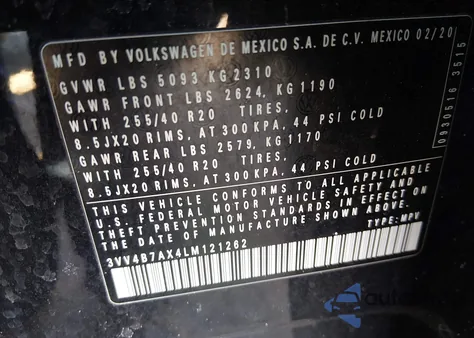 MFD BY VOLKSWAGEN DE MEXICO S.A. DE C.V. MEXICO 02/20
GVWR LBS 5093 KG 2310
GAWR FRONT LBS 2624, KG 1190
WITH 255/40 R20 TIRES,
8.5JX20 RIMS, AT 300 KPA, 44 PSI COLD
GAWR REAR LBS 2579, KG 1170
WITH 255/40 R20 TIRES,
8.5JX20 RIMS, AT 300 KPA, 44 PSI COLD
THIS VEHICLE CONFORMS TO ALL APPLICABLE
U.S. FEDERAL MOTOR VEHICLE SAFETY AND
THEFT PREVENTION STANDARDS IN EFFECT ON
THE DATE OF MANUFACTURE SHOWN ABOVE.
3VV4B7AX4LM121262 TYPE: MPV
0930516 3515